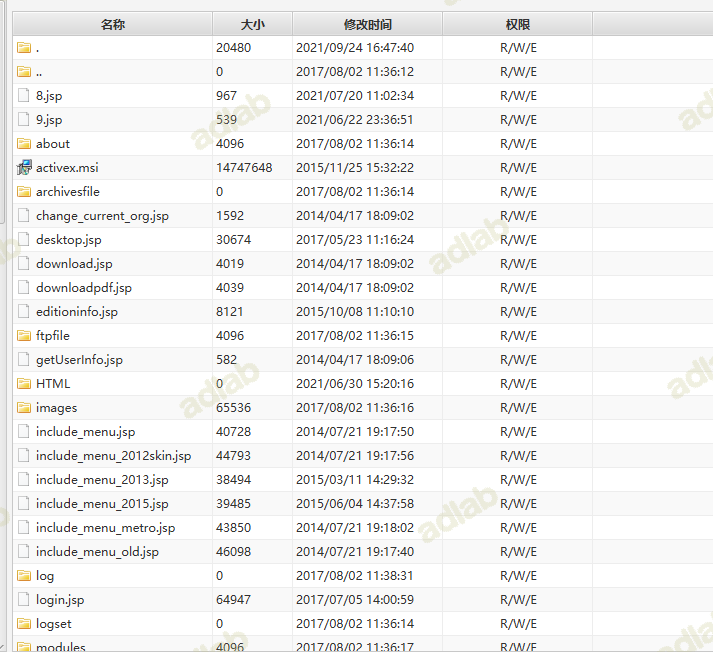 名称 大小 修改时间 权限
. 20480 2021/09/24 16:47:40 R/W/E
.. 0 2017/08/02 11:36:12 R/W/E
8.jsp 967 2021/07/20 11:02:34 R/W/E
9.jsp 539 2021/06/22 23:36:51 R/W/E
about 4096 2017/08/02 11:36:14 R/W/E
activex.msi 14747648 2015/11/25 15:32:22 R/W/E
archivesfile 0 2017/08/02 11:36:14 R/W/E
change_current_org.jsp 1592 2014/04/17 18:09:02 R/W/E
desktop.jsp 30674 2017/05/23 11:16:24 R/W/E
download.jsp 4019 2014/04/17 18:09:02 R/W/E
downloadpdf.jsp 4039 2014/04/17 18:09:02 R/W/E
editioninfo.jsp 8121 2015/10/08 11:10:10 R/W/E
ftpfile 4096 2017/08/02 11:36:15 R/W/E
getUserInfo.jsp 582 2014/04/17 18:09:06 R/W/E
HTML 0 2021/06/30 15:20:16 R/W/E
images 65536 2017/08/02 11:36:16 R/W/E
include_menu.jsp 40728 2014/07/21 19:17:50 R/W/E
include_menu_2012skin.jsp 44793 2014/07/21 19:17:56 R/W/E
include_menu_2013.jsp 38494 2015/03/11 14:29:32 R/W/E
include_menu_2015.jsp 39485 2015/06/04 14:37:58 R/W/E
include_menu_metro.jsp 43850 2014/07/21 19:18:02 R/W/E
include_menu_old.jsp 46098 2014/07/21 19:17:40 R/W/E
log 0 2017/08/02 11:38:31 R/W/E
login.jsp 64947 2017/07/05 14:00:59 R/W/E
logset 0 2017/08/02 11:36:14 R/W/E
modules 4096 2017/08/02 11:36:17 R/W/E
adlab
adlab
adlab
adlab
adlab